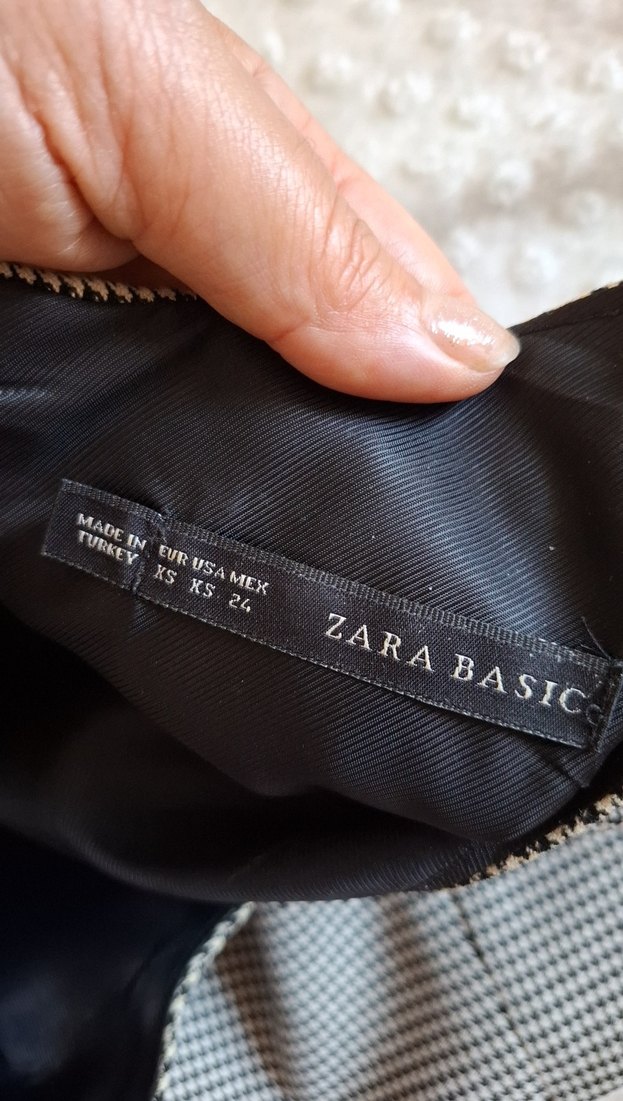 MADE IN
TURKEY
EUR USA MEX
XS XS 24
ZARA BASIC